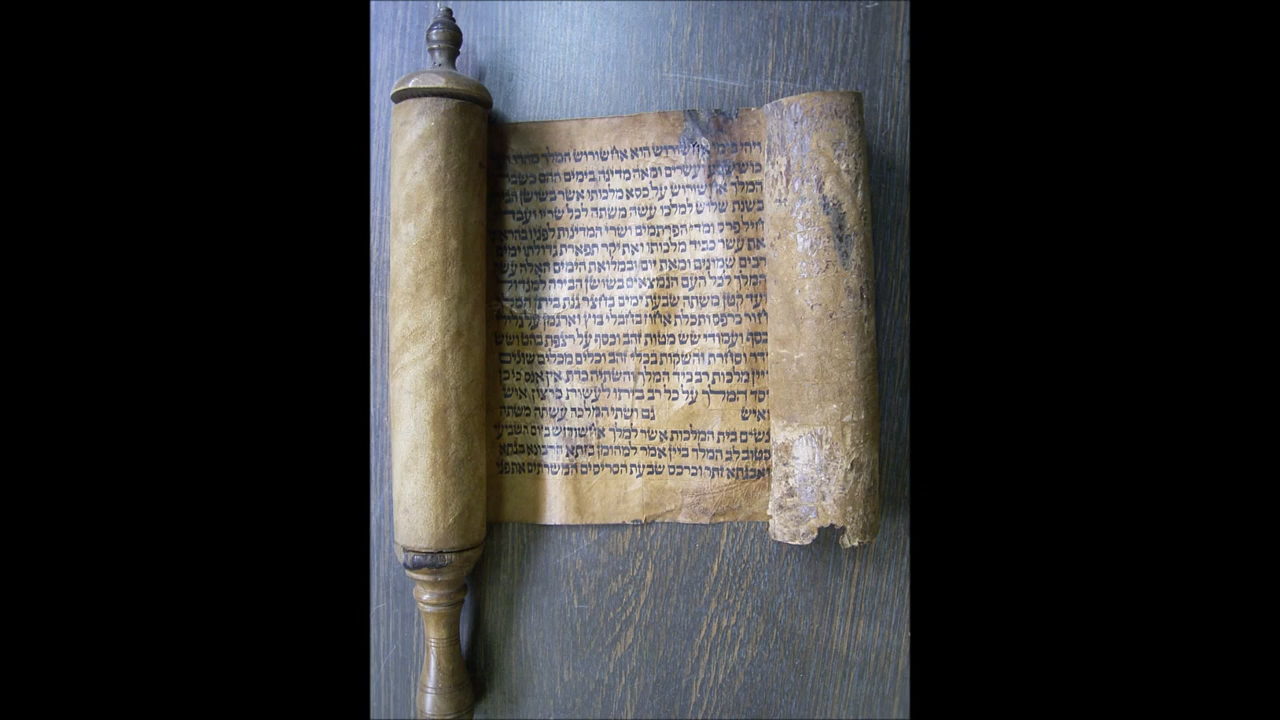 ויהי בימי אחשורוש הוא אחשורוש המלך מהדו
כוש ועשרים ומאה מדינה בימים ההם כשבת
המלך אחשורוש על כסא מלכותו אשר בשושן
בשנת שלוש למלכו עשה משתה לכל שריו ועבדיו
חיל פרס ומדי הפרתמים ושרי המדינות לפניו
את עשר כבוד מלכותו ואת יקר תפארת גדולתו ימים
רבים שמונים ומאת יום ובמלואת הימים האלה עשה
המלך לכל העם הנמצאים בשושן הבירה למגדול
ועד קטן משתה שבעת ימים בחצר גנת ביתן המלך
חור כרפס ותכלת אחוז בחבלי בוץ וארגמן על גלילי
כסף ועמודי שש מטות זהב וכסף על רצפת בהט ושש
ודר וסחרת והשקות בכלי זהב וכלים מכלים שונים
ויין מלכות רב כיד המלך והשתיה כדת אין אנס כי כן
יסד המלך על כל רב ביתו לעשות כרצון איש
ואיש גם ושתי המלכה עשתה משתה
נשים בית המלכות אשר למלך אחשורוש ביום השביעי
כטוב לב המלך ביין אמר למהומן בזתא חרבונא בגתא
ואבגתא זתר וכרכס שבעת הסריסים המשרתים את פני